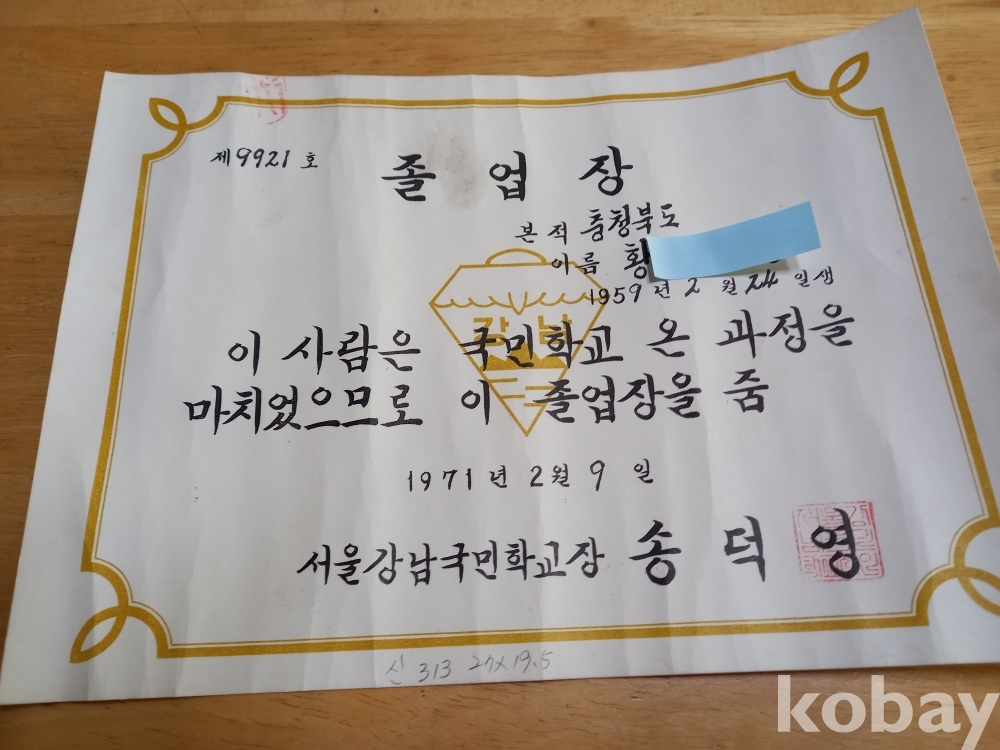 제9921호
졸업장
본적 충청북도
이름 황
1959년 2월 24일생
강남
이 사람은 국민학교 온 과정을
마치었으므로 이 졸업장을 줌
1971년 2월 9일
서울강남국민학교장 송덕영
신 313 27x19.5
kobay